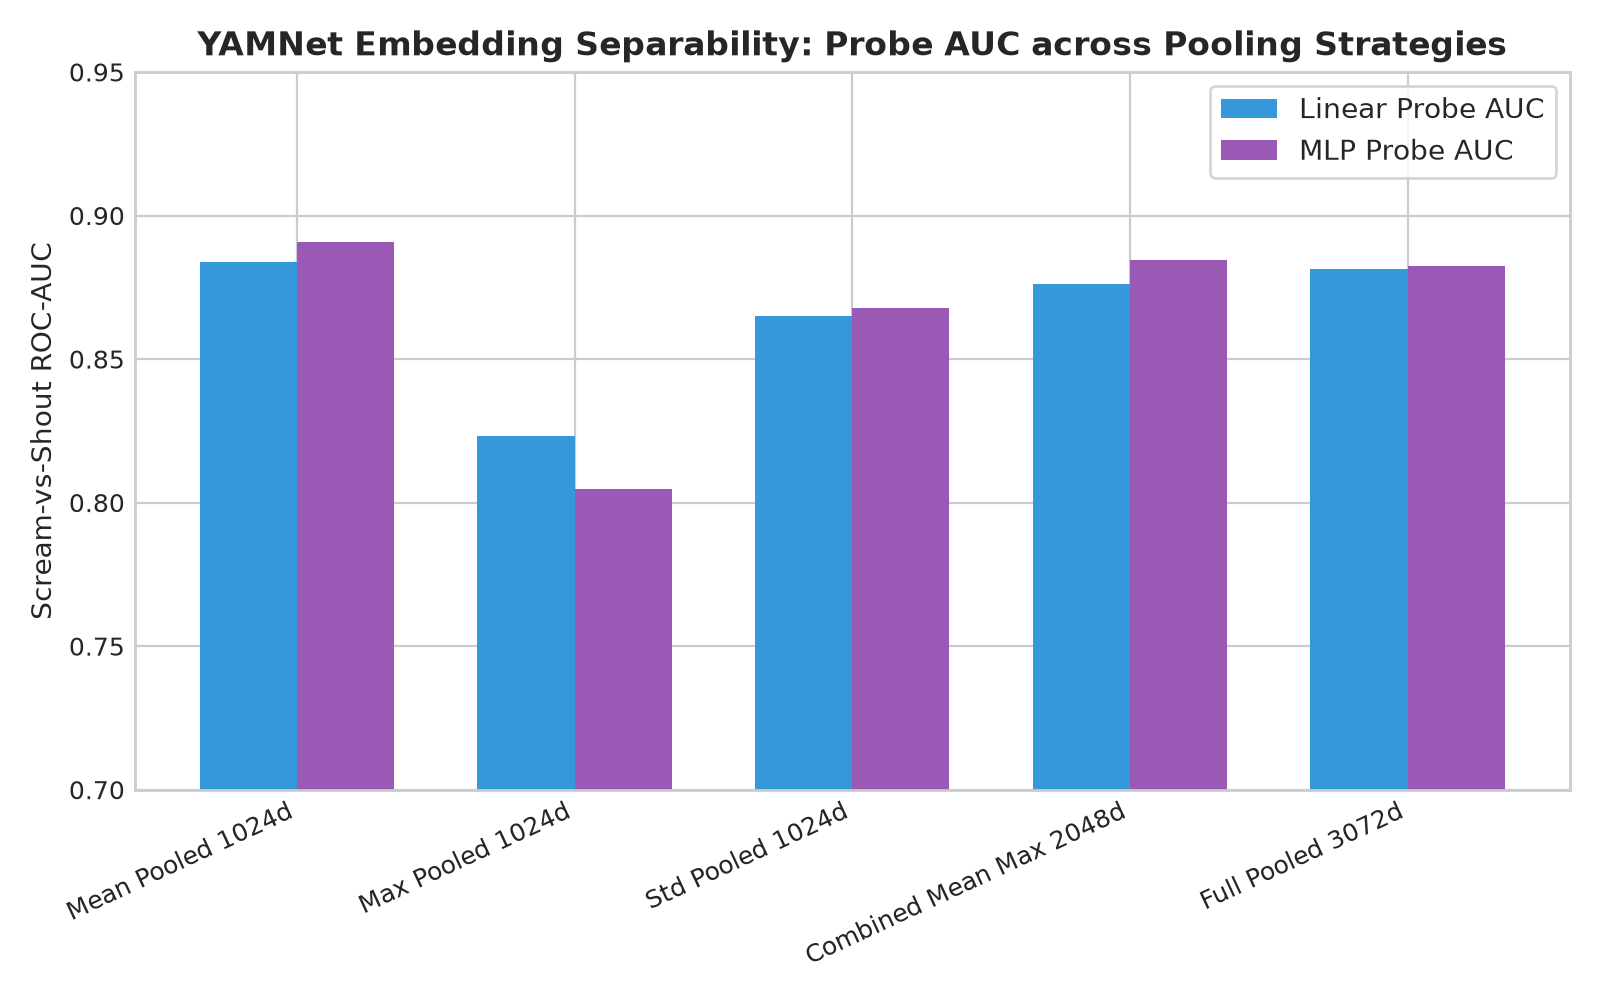 YAMNet Embedding Separability: Probe AUC across Pooling Strategies
Linear Probe AUC
MLP Probe AUC
Scream-vs-Shout ROC-AUC
0.95
0.90
0.85
0.80
0.75
0.70
Mean Pooled 1024d
Max Pooled 1024d
Std Pooled 1024d
Combined Mean Max 2048d
Full Pooled 3072d